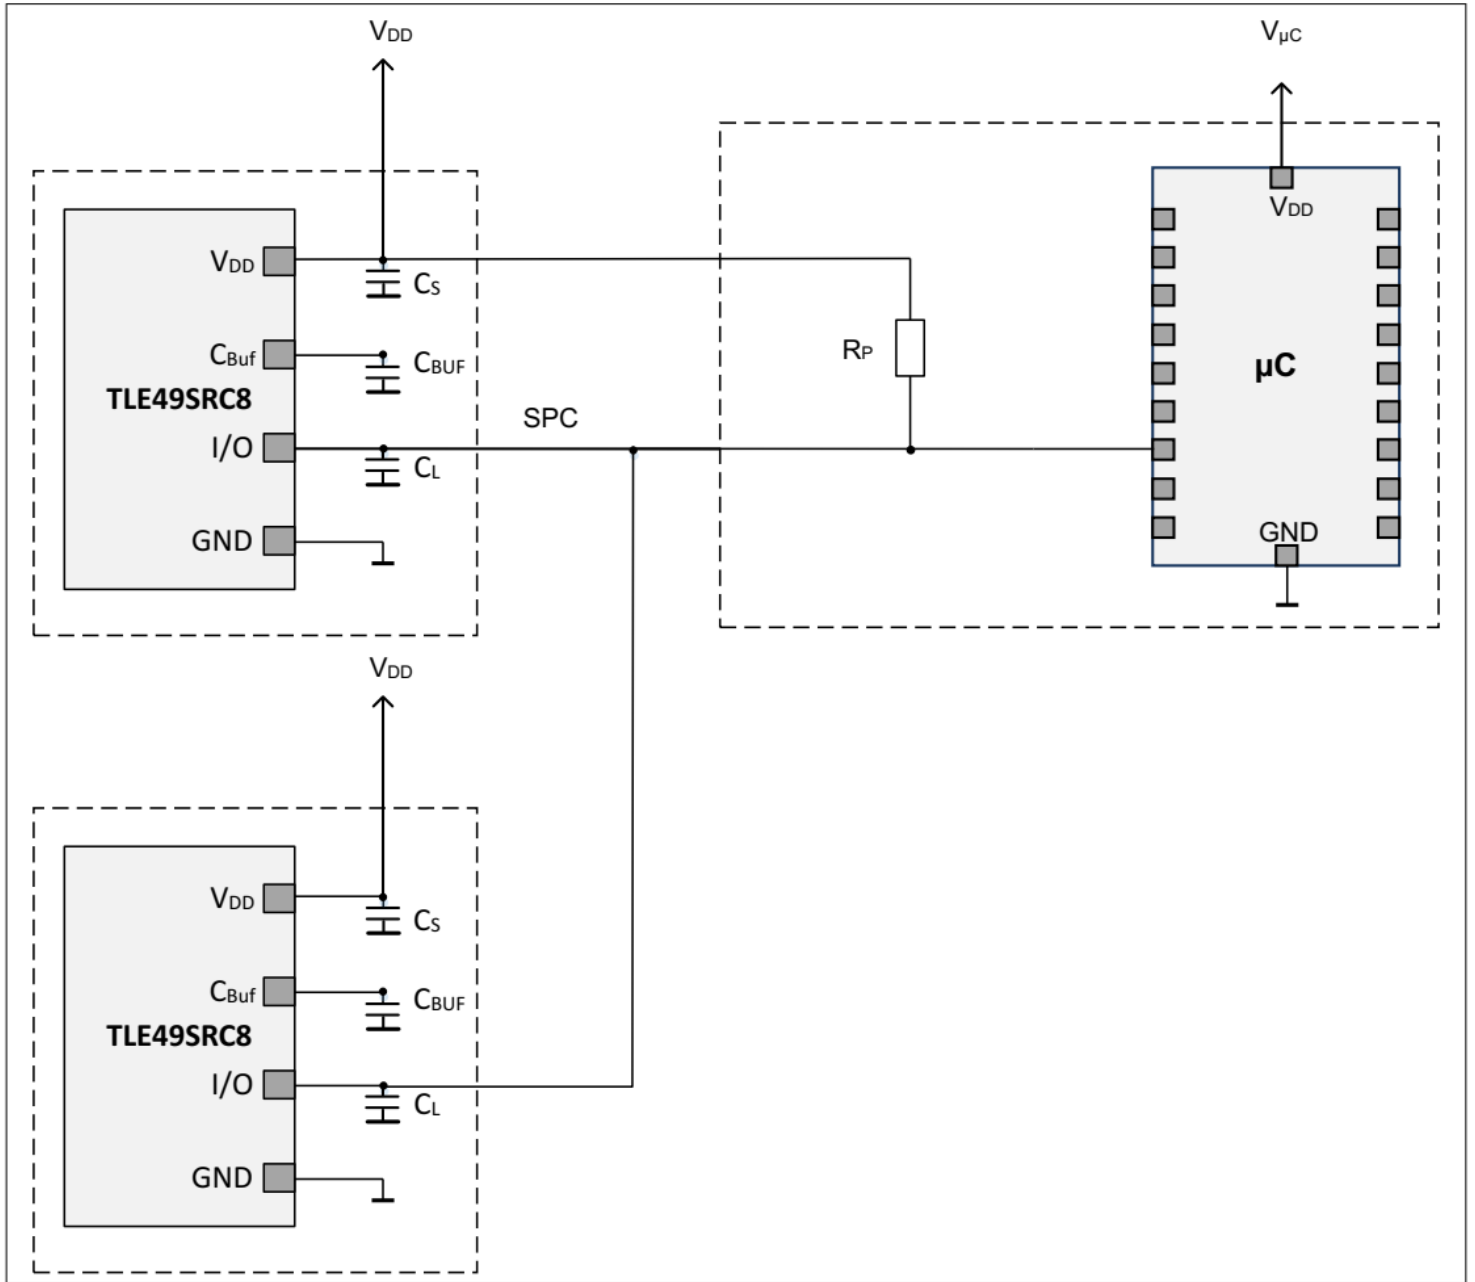 VDD
VµC
VDD
VDD
CS
RP
CBuf
CBUF
µC
TLE49SRC8
SPC
I/O
CL
GND
GND
VDD
VDD
CS
CBuf
CBUF
TLE49SRC8
I/O
CL
GND